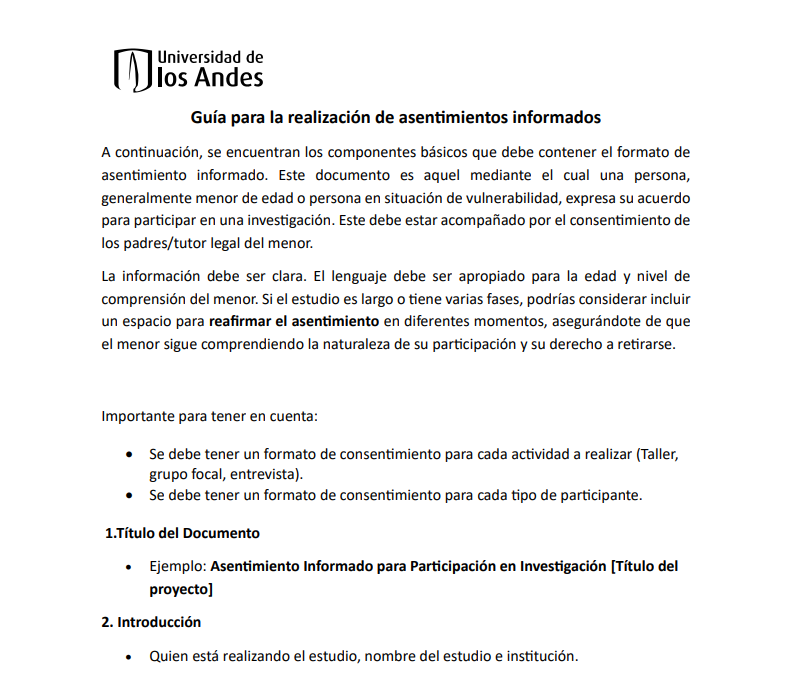 Universidad de
los Andes
Guía para la realización de asentimientos informados
A continuación, se encuentran los componentes básicos que debe contener el formato de
asentimiento informado. Este documento es aquel mediante el cual una persona,
generalmente menor de edad o persona en situación de vulnerabilidad, expresa su acuerdo
para participar en una investigación. Este debe estar acompañado por el consentimiento de
los padres/tutor legal del menor.
La información debe ser clara. El lenguaje debe ser apropiado para la edad y nivel de
comprensión del menor. Si el estudio es largo o tiene varias fases, podrías considerar incluir
un espacio para reafirmar el asentimiento en diferentes momentos, asegurándote de que
el menor sigue comprendiendo la naturaleza de su participación y su derecho a retirarse.
Importante para tener en cuenta:
• Se debe tener un formato de consentimiento para cada actividad a realizar (Taller,
grupo focal, entrevista).
• Se debe tener un formato de consentimiento para cada tipo de participante.
1.Título del Documento
• Ejemplo: Asentimiento Informado para Participación en Investigación [Título del
proyecto]
2. Introducción
• Quien está realizando el estudio, nombre del estudio e institución.